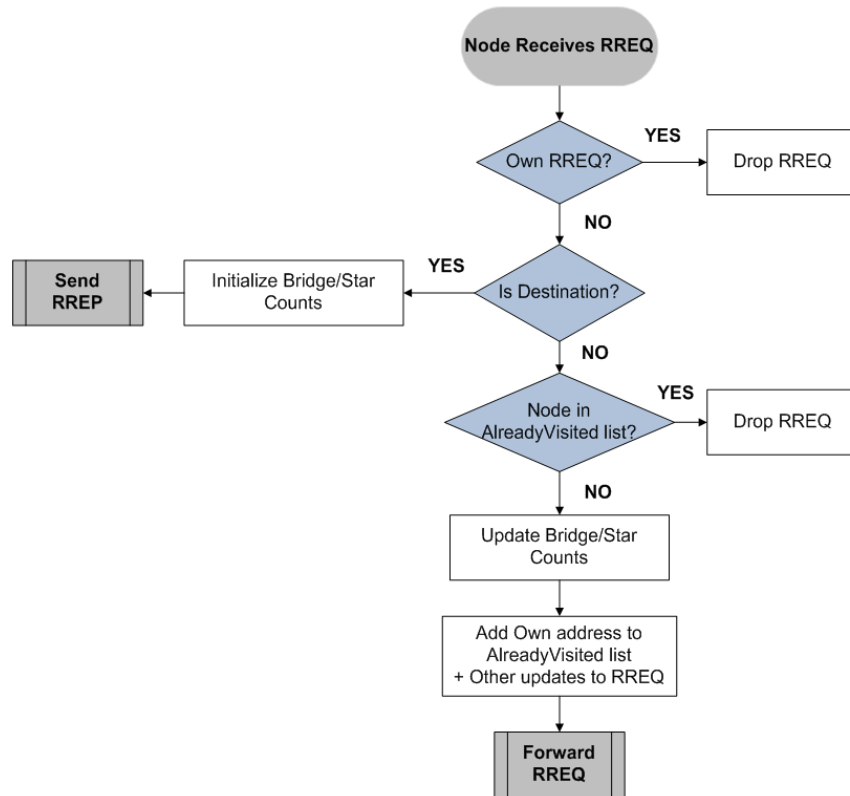 Node Receives RREQ
Own RREQ?
YES
Drop RREQ
NO
Is Destination?
YES
Initialize Bridge/Star
Counts
Send
RREP
NO
Node in
AlreadyVisited list?
YES
Drop RREQ
NO
Update Bridge/Star
Counts
Add Own address to
AlreadyVisited list
+ Other updates to RREQ
Forward
RREQ